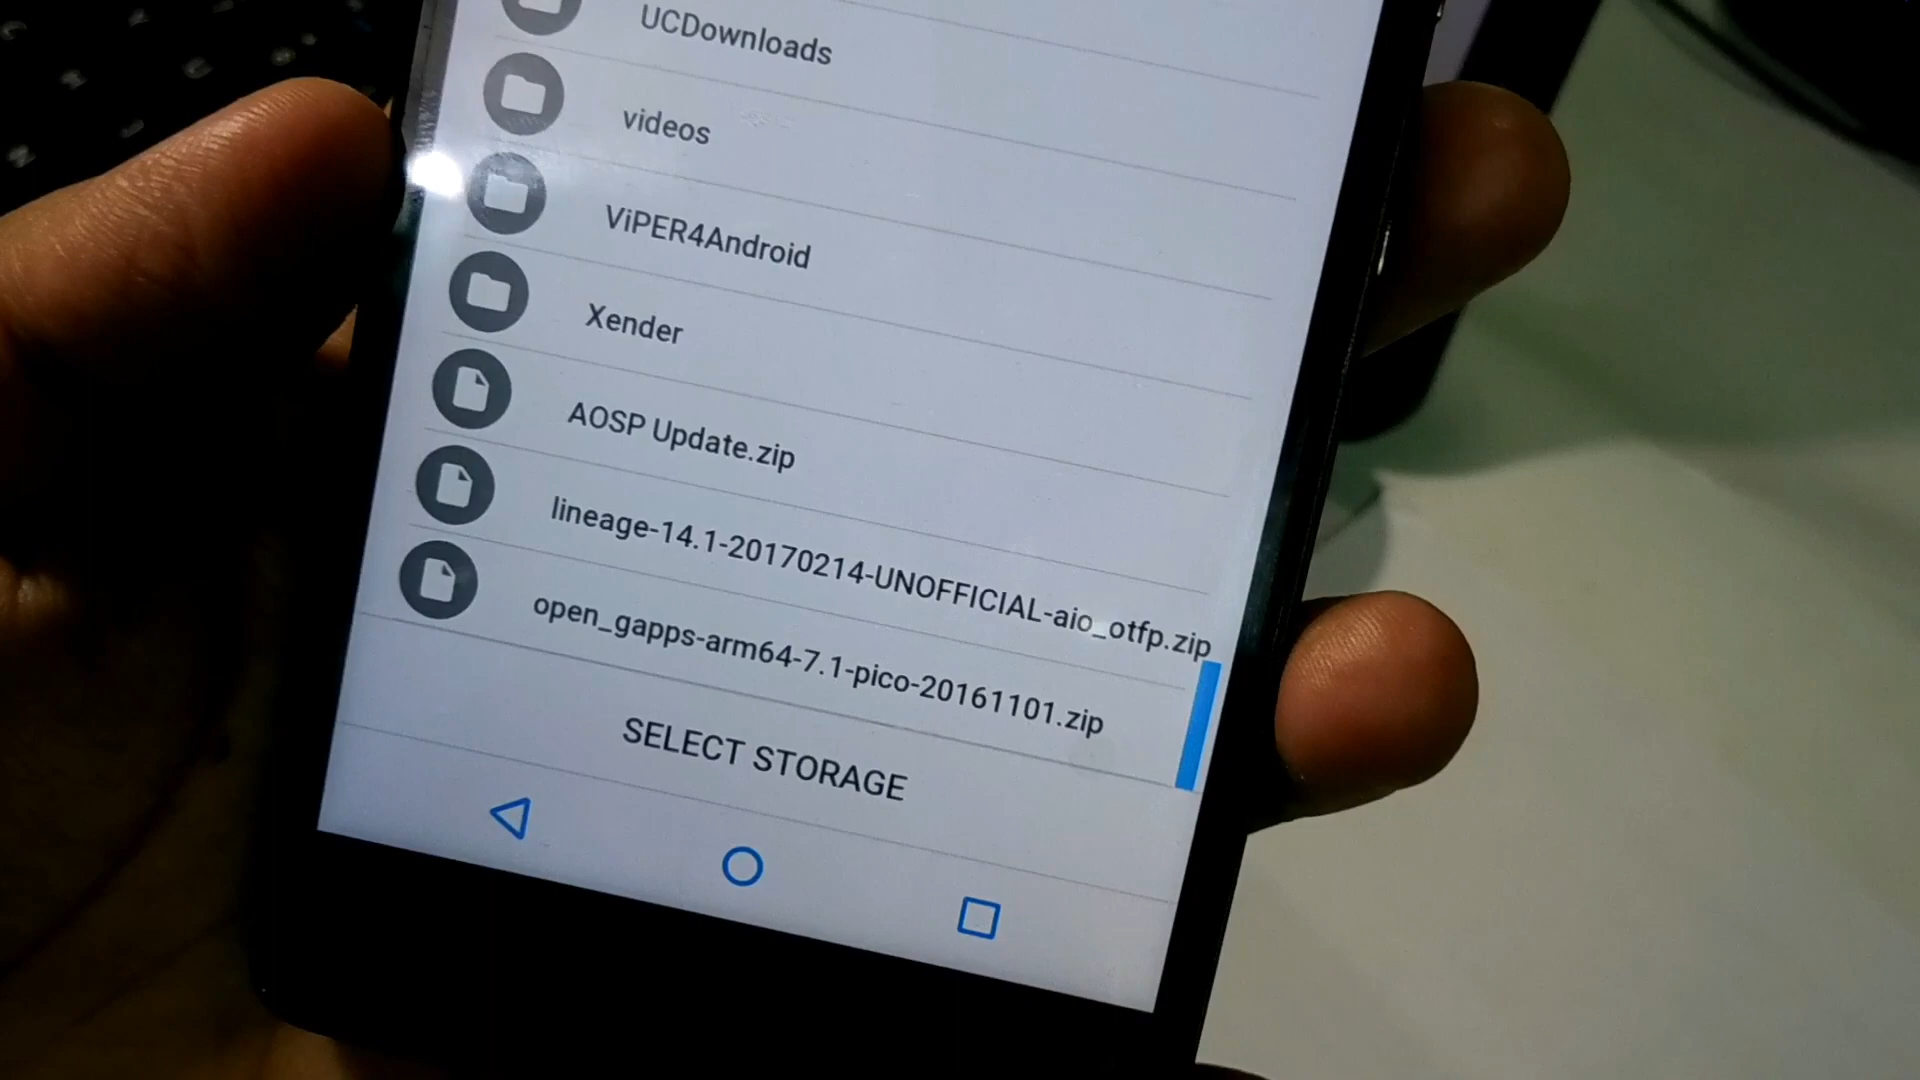 UCDownloads
videos
ViPER4Android
Xender
AOSP Update.zip
lineage-14.1-20170214-UNOFFICIAL-aio_otfp.zip
open_gapps-arm64-7.1-pico-20161101.zip
SELECT STORAGE